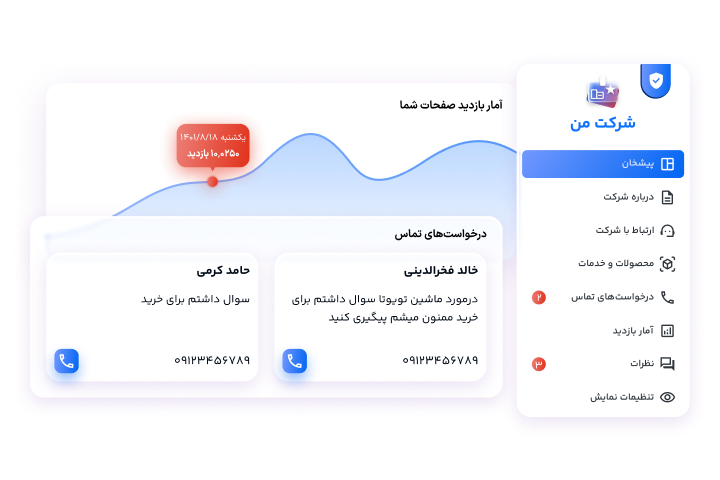 شرکت من
پیشخان
درباره شرکت
ارتباط با شرکت
محصولات و خدمات
درخواست‌های تماس
۲
آمار بازدید
نظرات
۳
تنظیمات نمایش
آمار بازدید صفحات شما
یکشنبه ۱۴۰۱/۸/۱۸
۱۰,۰۲۵۰ بازدید
درخواست‌های تماس
خالد فخرالدینی
درمورد ماشین تویوتا سوال داشتم برای
خرید ممنون میشم پیگیری کنید
۰۹۱۲۳۴۵۶۷۸۹
حامد کرمی
سوال داشتم برای خرید
۰۹۱۲۳۴۵۶۷۸۹